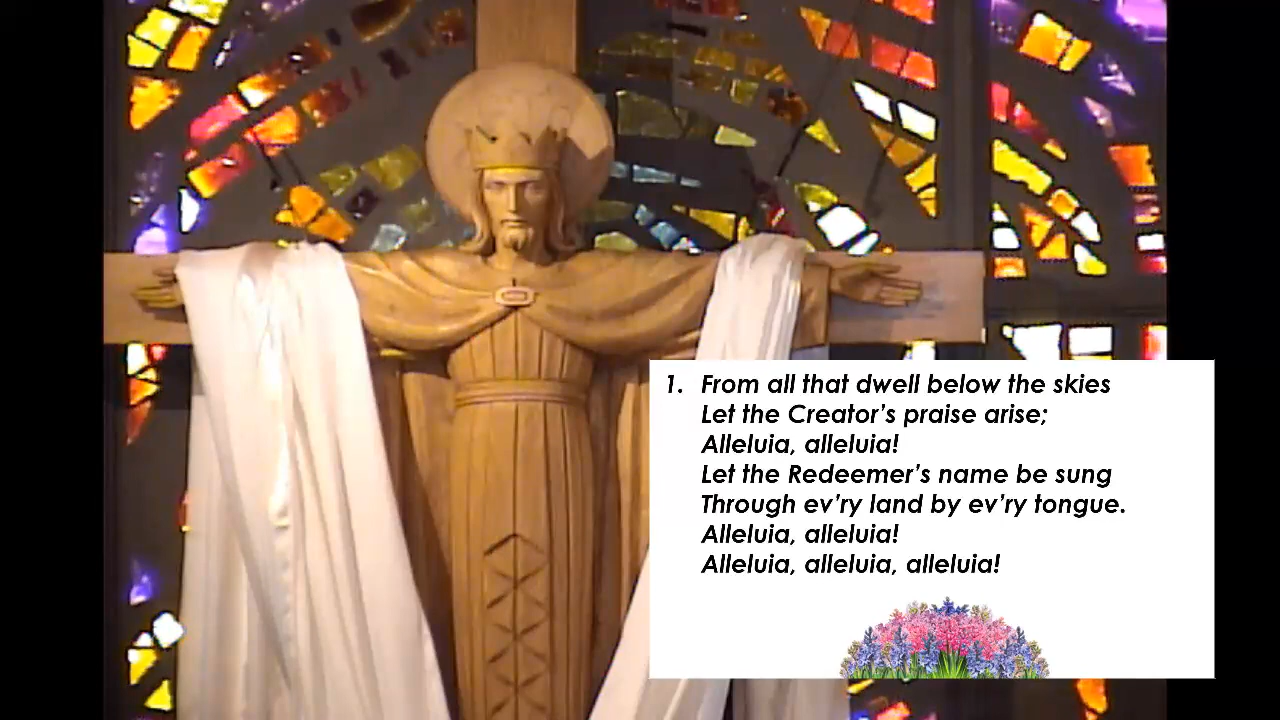 1. From all that dwell below the skies
Let the Creator’s praise arise;
Alleluia, alleluia!
Let the Redeemer’s name be sung
Through ev’ry land by ev’ry tongue.
Alleluia, alleluia!
Alleluia, alleluia, alleluia!